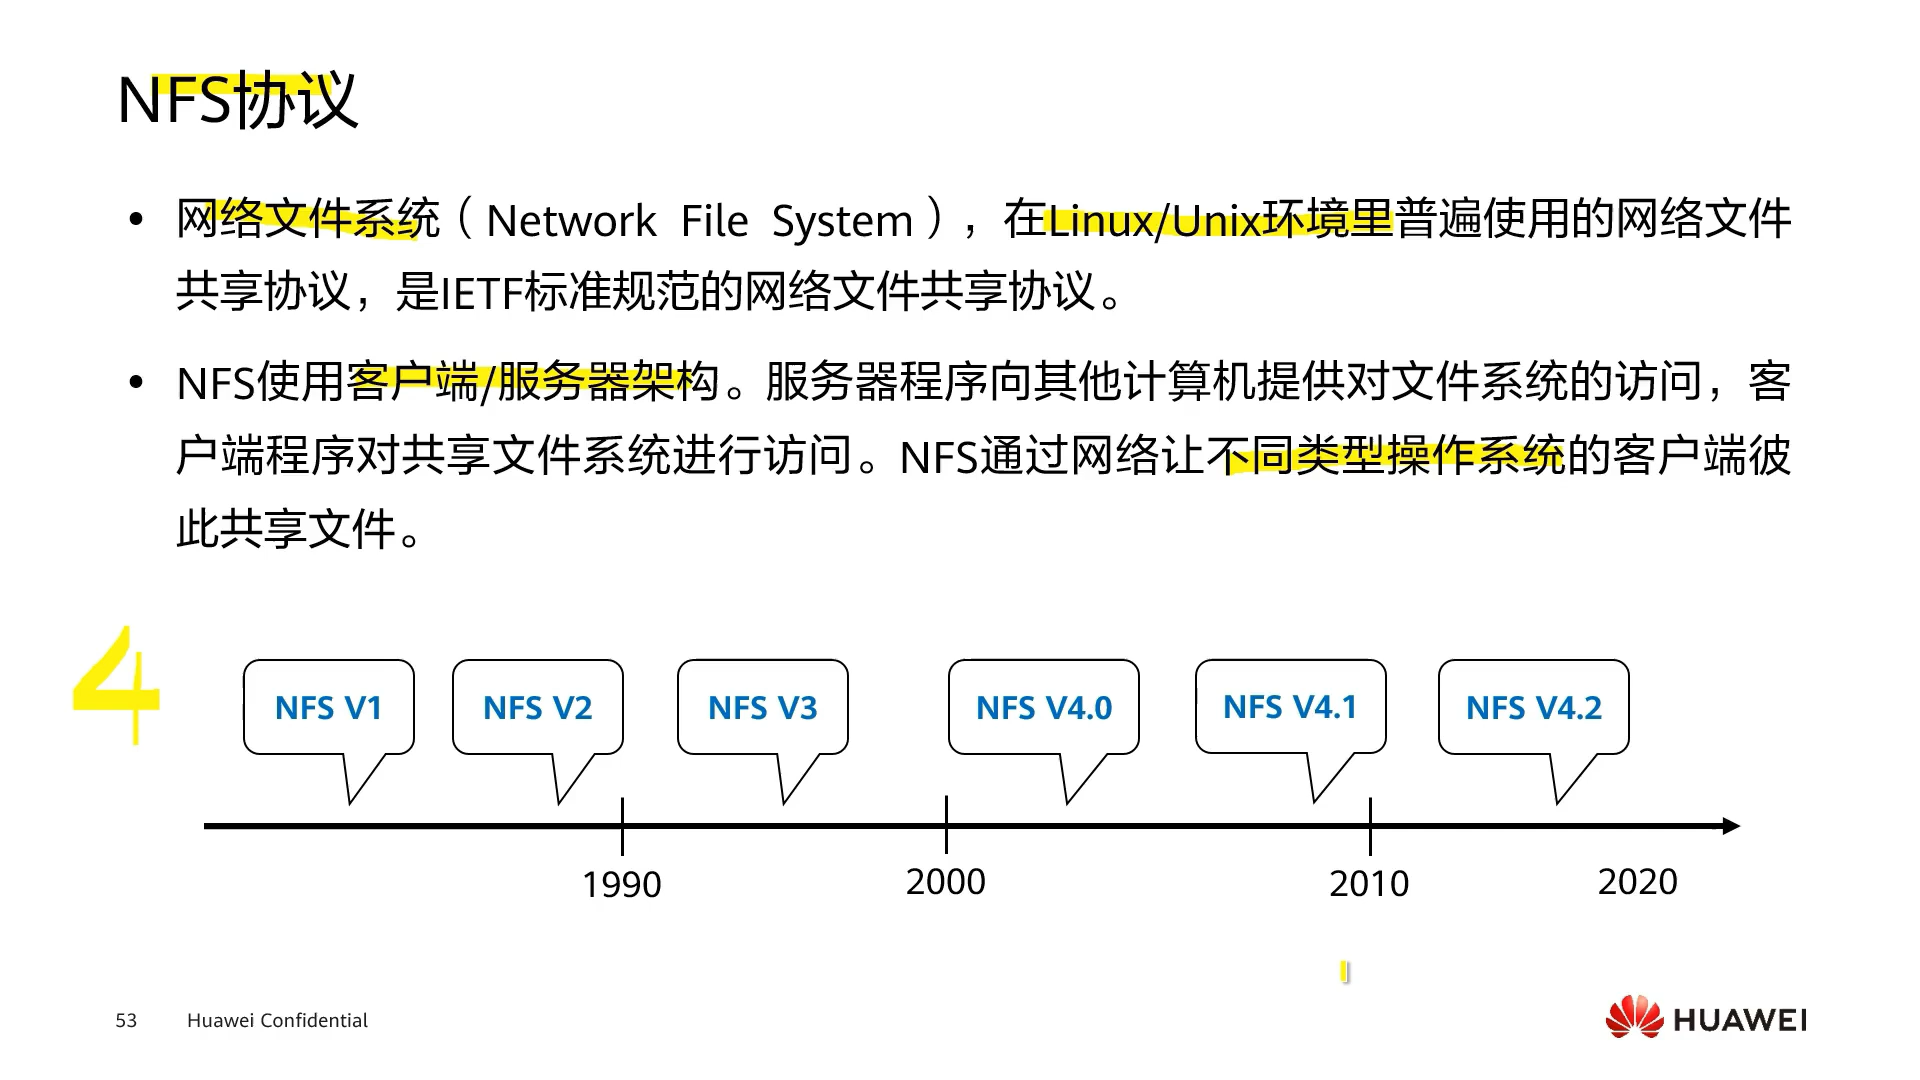 NFS协议
• 网络文件系统（Network File System），在Linux/Unix环境里普遍使用的网络文件
共享协议，是IETF标准规范的网络文件共享协议。
• NFS使用客户端/服务器架构。服务器程序向其他计算机提供对文件系统的访问，客
户端程序对共享文件系统进行访问。NFS通过网络让不同类型操作系统的客户端彼
此共享文件。
4
NFS V1 NFS V2 NFS V3 NFS V4.0 NFS V4.1 NFS V4.2
1990 2000 2010 2020
53 Huawei Confidential
HUAWEI